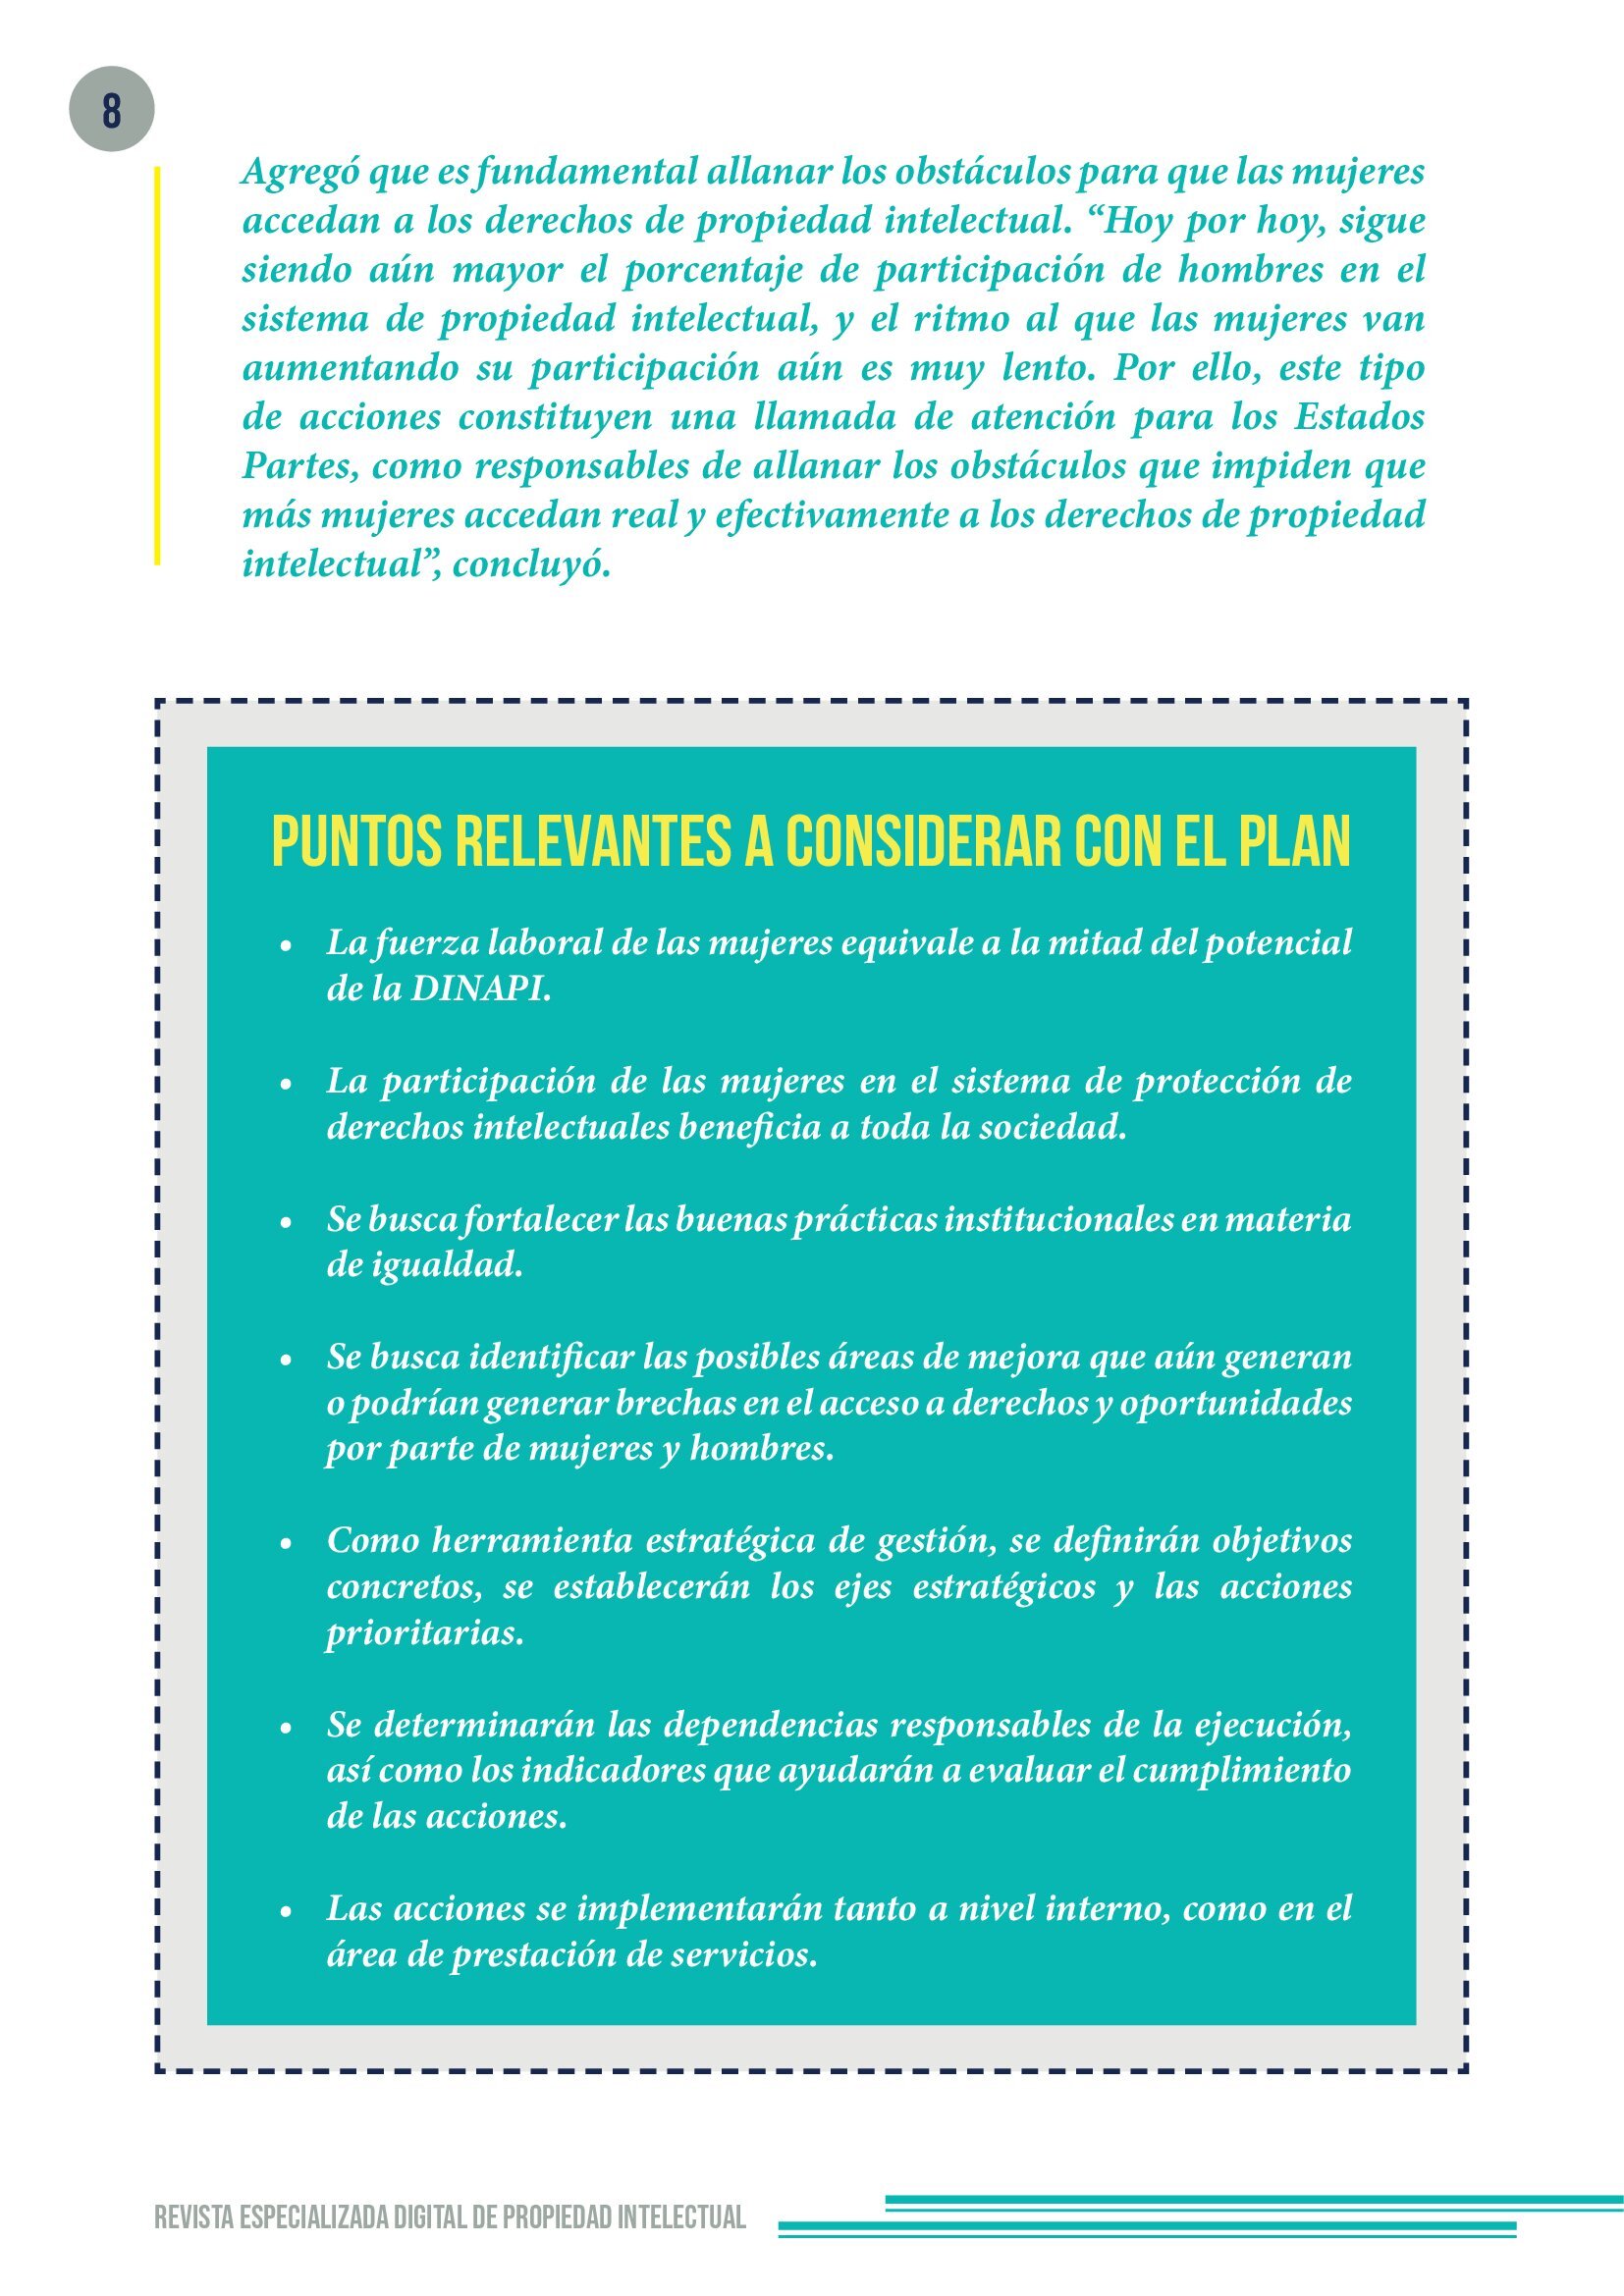 8
Agregó que es fundamental allanar los obstáculos para que las mujeres
accedan a los derechos de propiedad intelectual. “Hoy por hoy, sigue
siendo aún mayor el porcentaje de participación de hombres en el
sistema de propiedad intelectual, y el ritmo al que las mujeres van
aumentando su participación aún es muy lento. Por ello, este tipo
de acciones constituyen una llamada de atención para los Estados
Partes, como responsables de allanar los obstáculos que impiden que
más mujeres accedan real y efectivamente a los derechos de propiedad
intelectual”, concluyó.
PUNTOS RELEVANTES A CONSIDERAR CON EL PLAN
• La fuerza laboral de las mujeres equivale a la mitad del potencial
de la DINAPI.
• La participación de las mujeres en el sistema de protección de
derechos intelectuales beneficia a toda la sociedad.
• Se busca fortalecer las buenas prácticas institucionales en materia
de igualdad.
• Se busca identificar las posibles áreas de mejora que aún generan
o podrían generar brechas en el acceso a derechos y oportunidades
por parte de mujeres y hombres.
• Como herramienta estratégica de gestión, se definirán objetivos
concretos, se establecerán los ejes estratégicos y las acciones
prioritarias.
• Se determinarán las dependencias responsables de la ejecución,
así como los indicadores que ayudarán a evaluar el cumplimiento
de las acciones.
• Las acciones se implementarán tanto a nivel interno, como en el
área de prestación de servicios.
REVISTA ESPECIALIZADA DIGITAL DE PROPIEDAD INTELECTUAL